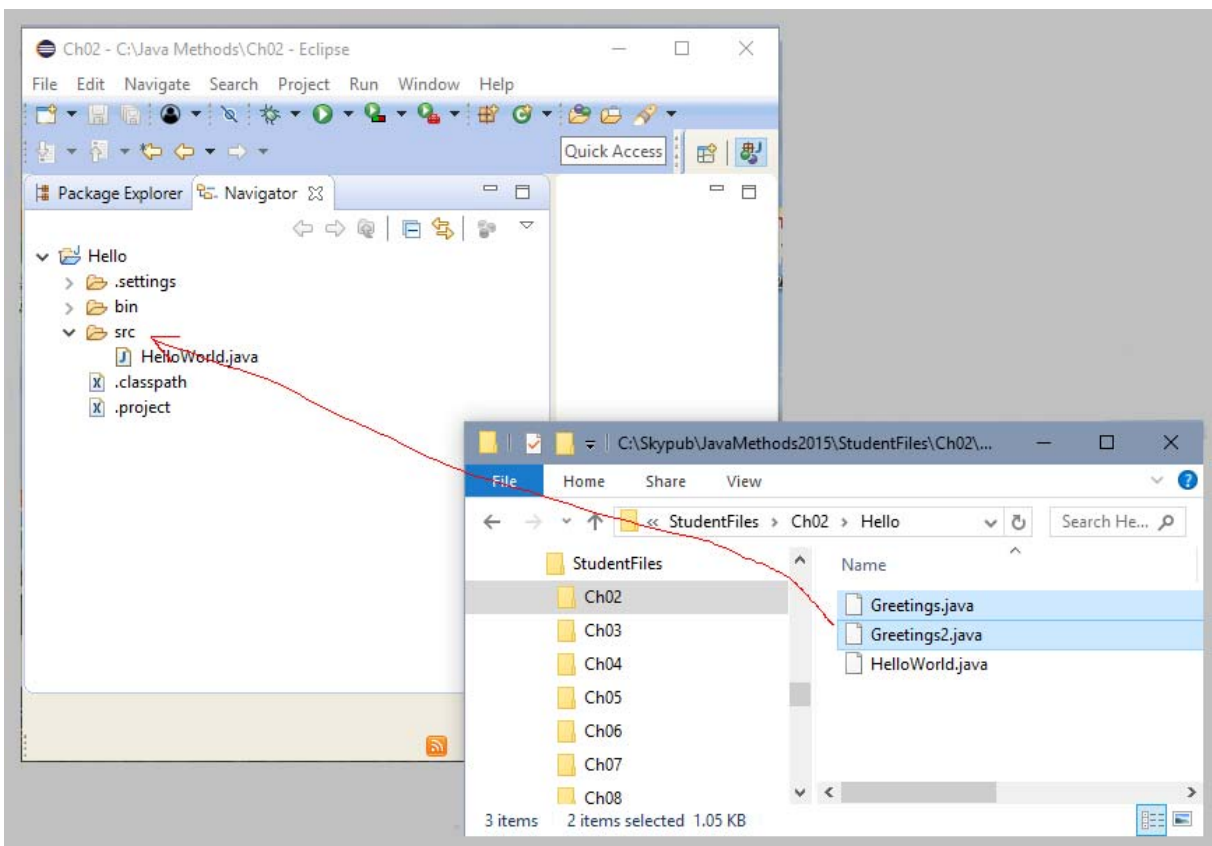 Ch02 - C:\Java Methods\Ch02 - Eclipse
File Edit Navigate Search Project Run Window Help
Quick Access
Package Explorer Navigator
Hello
.settings
bin
src
HelloWorld.java
.classpath
.project
C:\Skypub\JavaMethods2015\StudentFiles\Ch02\...
File Home Share View
« StudentFiles > Ch02 > Hello
Search He...
StudentFiles
Ch02
Ch03
Ch04
Ch05
Ch06
Ch07
Ch08
Name
Greetings.java
Greetings2.java
HelloWorld.java
3 items 2 items selected 1.05 KB